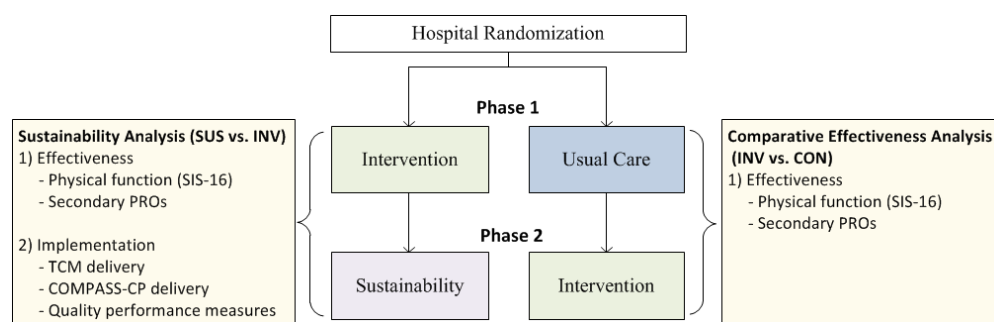 Hospital Randomization
Phase 1
Sustainability Analysis (SUS vs. INV)
1) Effectiveness
- Physical function (SIS-16)
- Secondary PROs
2) Implementation
- TCM delivery
- COMPASS-CP delivery
- Quality performance measures
Intervention
Usual Care
Phase 2
Sustainability
Intervention
Comparative Effectiveness Analysis
(INV vs. CON)
1) Effectiveness
- Physical function (SIS-16)
- Secondary PROs